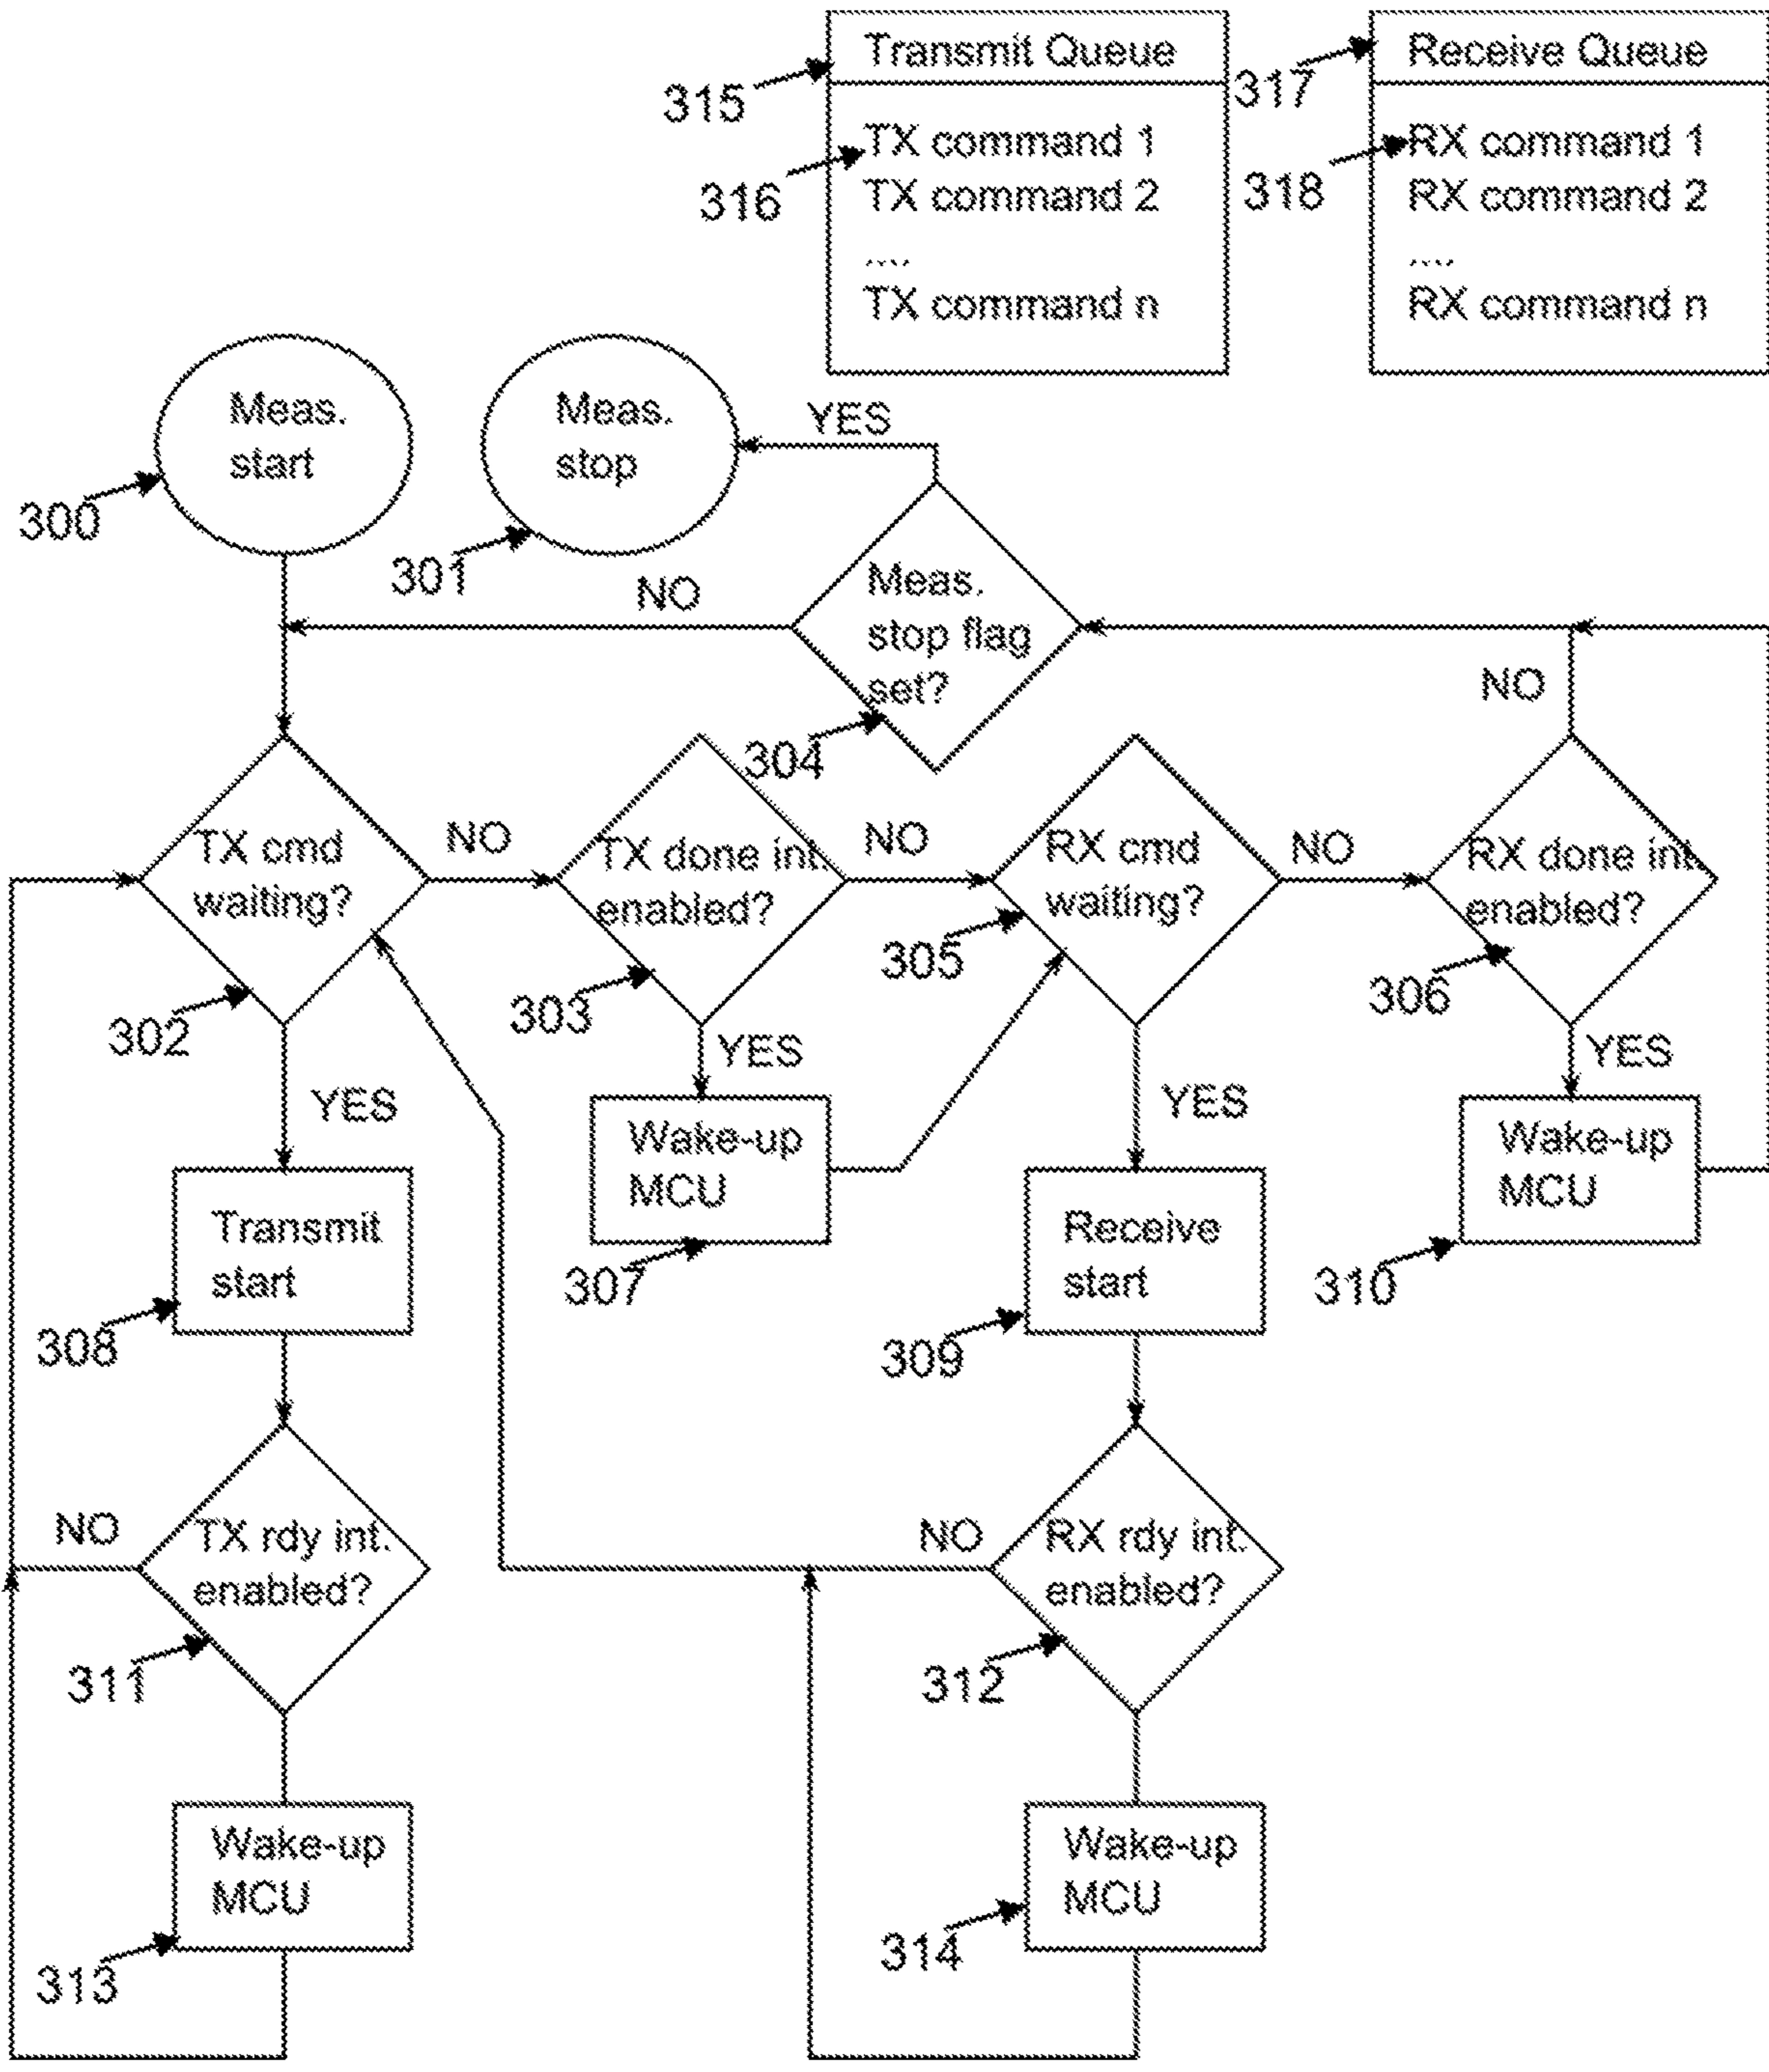 Transmit Queue
315
TX command 1
316
TX command 2
....
TX command n
Receive Queue
317
RX command 1
318
RX command 2
....
RX command n
Meas.
start
300
Meas.
stop
301
YES
NO
Meas.
stop flag
set?
304
NO
TX cmd
waiting?
302
NO
TX done int.
enabled?
303
NO
RX cmd
waiting?
305
NO
RX done int.
enabled?
306
YES
YES
YES
YES
Transmit
start
308
Wake-up
MCU
307
Receive
start
309
Wake-up
MCU
310
NO
TX rdy int.
enabled?
311
NO
RX rdy int.
enabled?
312
Wake-up
MCU
313
Wake-up
MCU
314